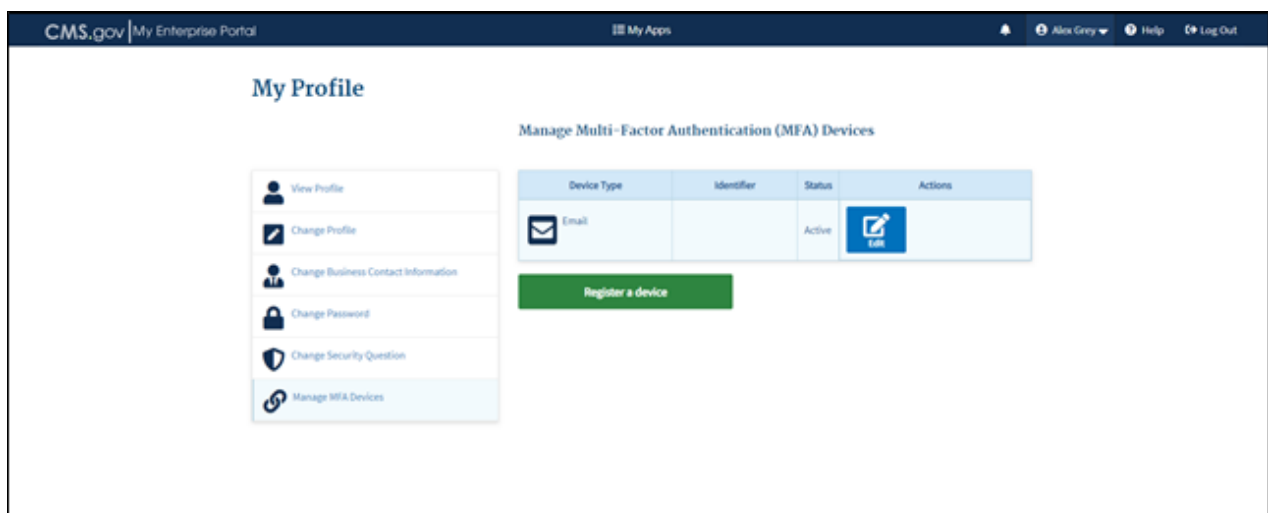 CMS.gov My Enterprise Portal
My Apps
Alex Grey
Help
Log Out
My Profile
Manage Multi-Factor Authentication (MFA) Devices
View Profile
Change Profile
Change Business Contact Information
Change Password
Change Security Question
Manage MFA Devices
Device Type Identifier Status Actions
Email Active Edit
Register a device